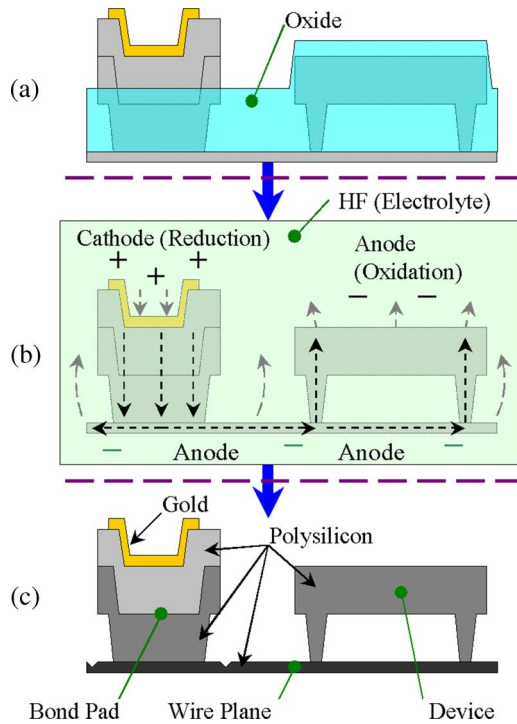 Oxide
(a)
HF (Electrolyte)
Cathode (Reduction)
Anode
(Oxidation)
+ + +
− −
(b)
− − −
Anode Anode
Gold
Polysilicon
(c)
Bond Pad Wire Plane Device